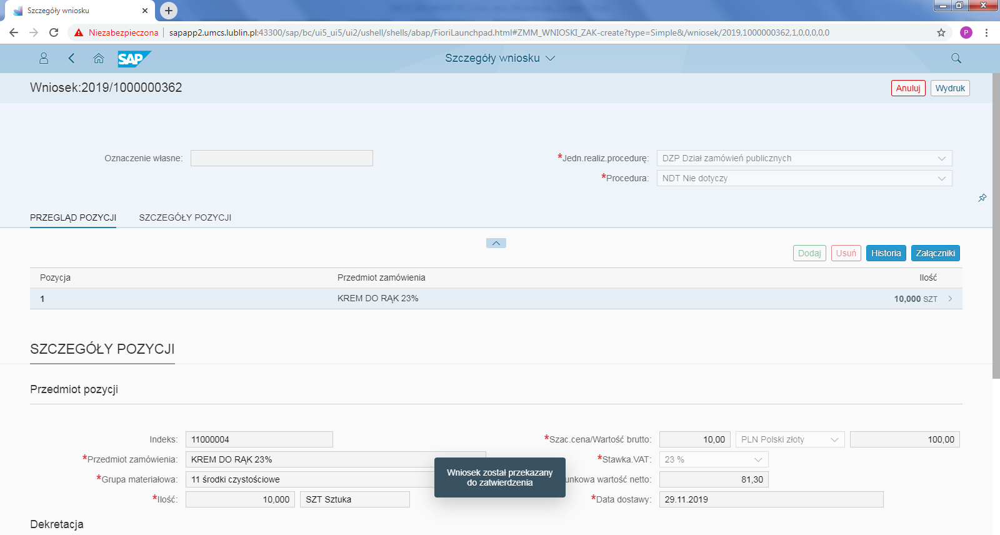 Szczegóły wniosku
Niezabezpieczona
sapapp2.umcs.lublin.pl:43300/sap/bc/ui5_ui5/ui2/ushell/shells/abap/FioriLaunchpad.html#ZMM_WNIOSKI_ZAK-create?type=Simple&/wniosek/2019,1000000362,1,0,0,0,0,0
P
SAP
Szczegóły wniosku
Wniosek:2019/1000000362
Anuluj
Wydruk
Oznaczenie własne:
*Jedn.realiz.procedurę:
DZP Dział zamówień publicznych
*Procedura:
NDT Nie dotyczy
PRZEGLĄD POZYCJI
SZCZEGÓŁY POZYCJI
Dodaj
Usuń
Historia
Załączniki
Pozycja
Przedmiot zamówienia
Ilość
1
KREM DO RĄK 23%
10,000 SZT
SZCZEGÓŁY POZYCJI
Przedmiot pozycji
Indeks:
11000004
*Szac.cena/Wartość brutto:
10,00
PLN Polski złoty
100,00
*Przedmiot zamówienia:
KREM DO RĄK 23%
*Stawka.VAT:
23 %
*Grupa materiałowa:
11 środki czystościowe
unkowa wartość netto:
81,30
*Ilość:
10,000
SZT Sztuka
*Data dostawy:
29.11.2019
Wniosek został przekazany
do zatwierdzenia
Dekretacja